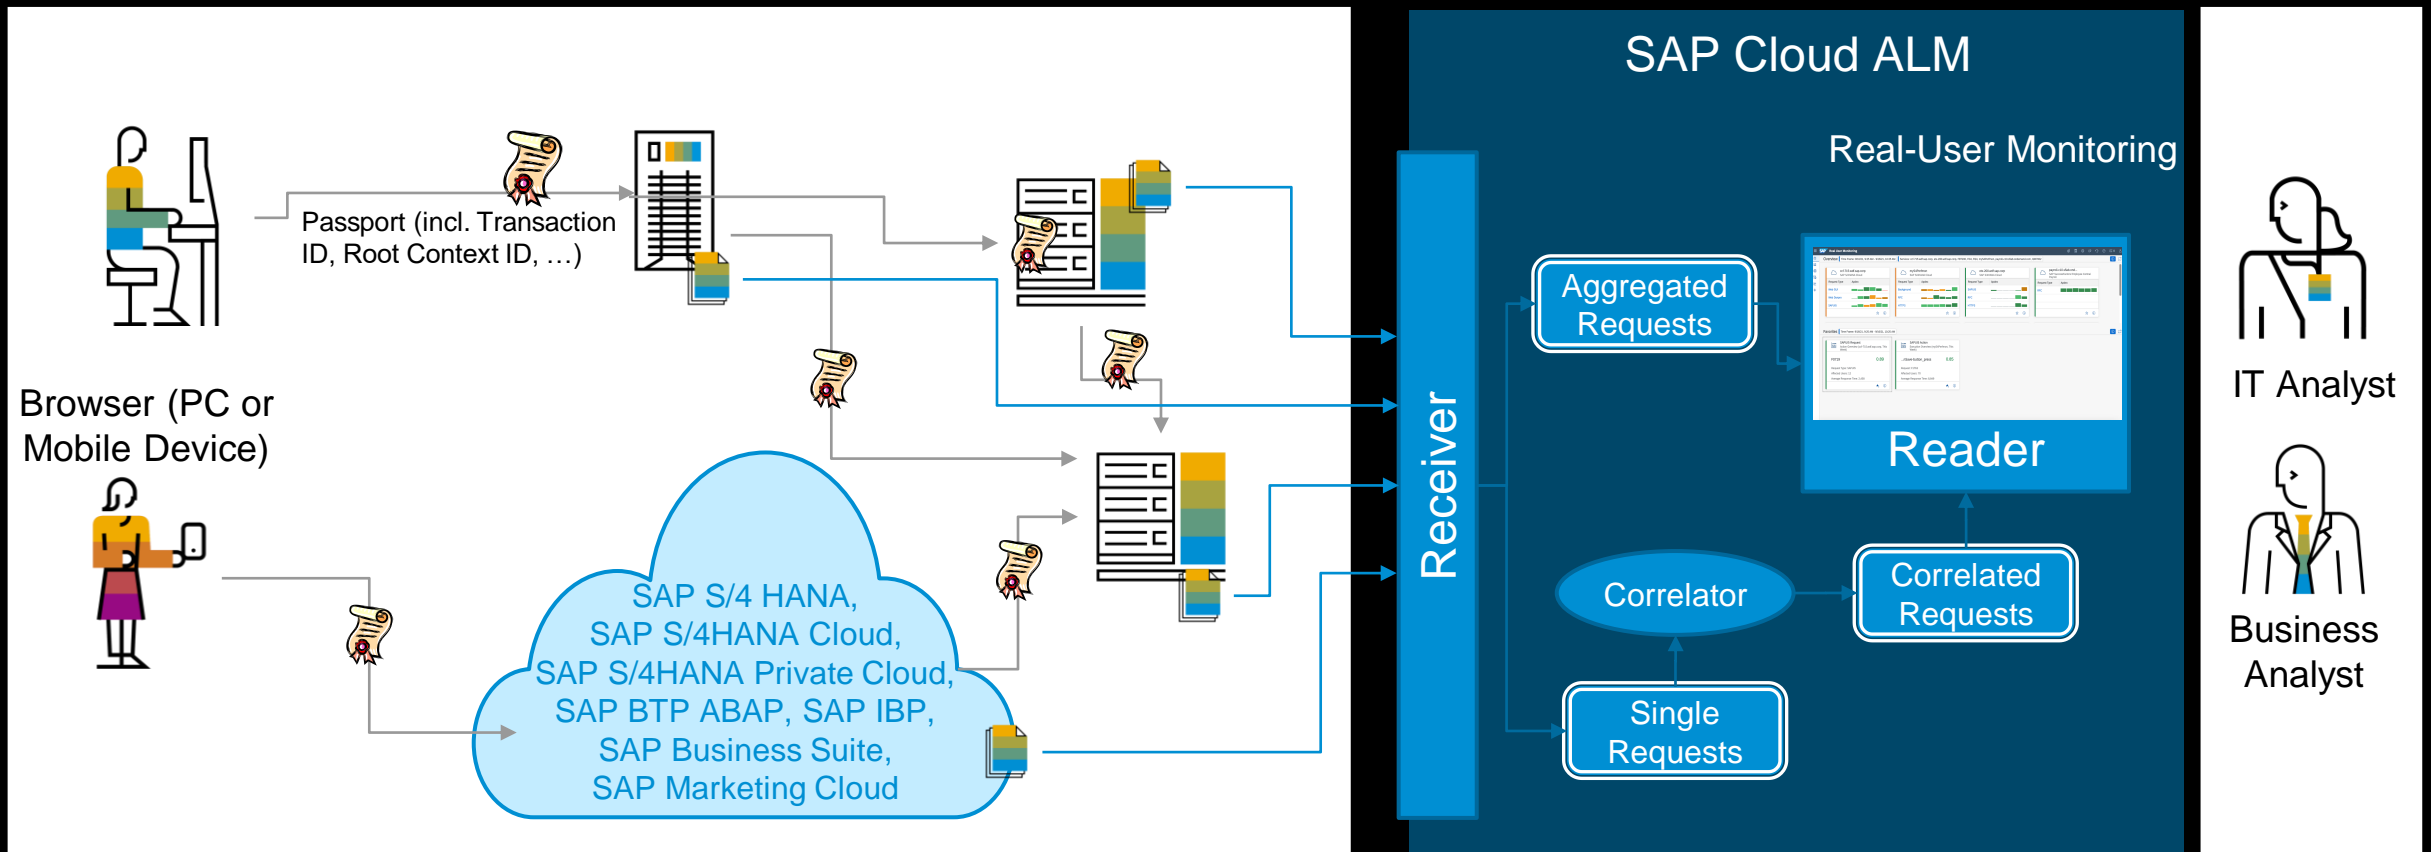 SAP Cloud ALM
Real-User Monitoring
Passport (incl. Transaction
ID, Root Context ID, …)
Browser (PC or
Mobile Device)
SAP S/4 HANA,
SAP S/4HANA Cloud,
SAP S/4HANA Private Cloud,
SAP BTP ABAP, SAP IBP,
SAP Business Suite,
SAP Marketing Cloud
Receiver
Aggregated
Requests
Reader
Correlator
Correlated
Requests
Single
Requests
IT Analyst
Business
Analyst